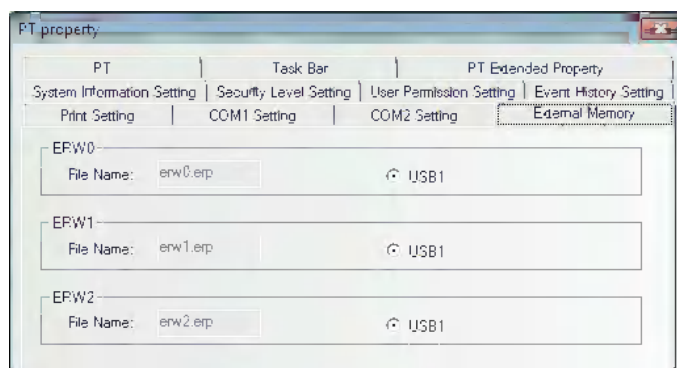 PT property
PT Task Bar PT Extended Property
System Information Setting Security Level Setting User Permission Setting Event History Setting
Print Setting COM1 Setting COM2 Setting External Memory
ERW0
File Name: erw0.erp USB1
ERW1
File Name: erw1.erp USB1
ERW2
File Name: erw2.erp USB1